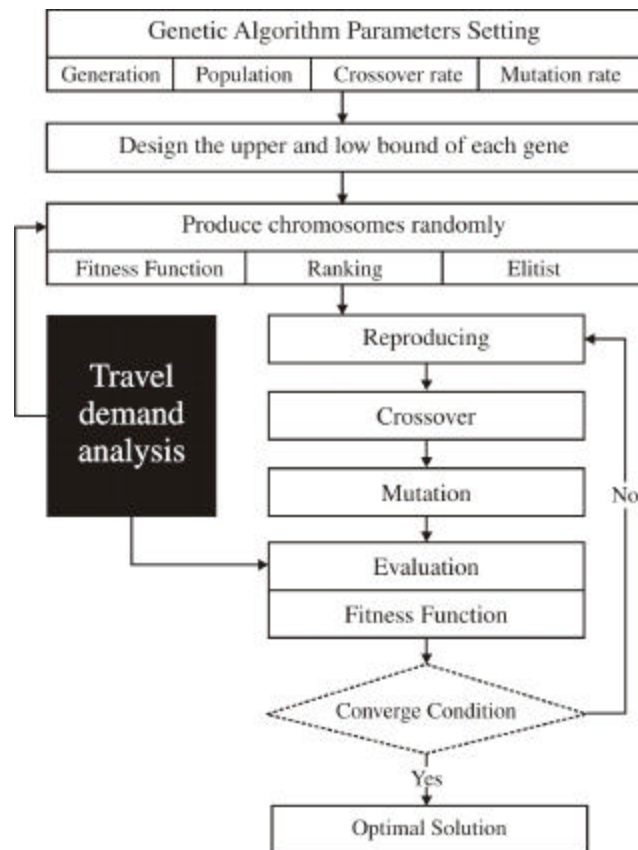 Genetic Algorithm Parameters Setting
Generation
Population
Crossover rate
Mutation rate
Design the upper and low bound of each gene
Produce chromosomes randomly
Fitness Function
Ranking
Elitist
Travel
demand
analysis
Reproducing
Crossover
Mutation
No
Evaluation
Fitness Function
Converge Condition
Yes
Optimal Solution